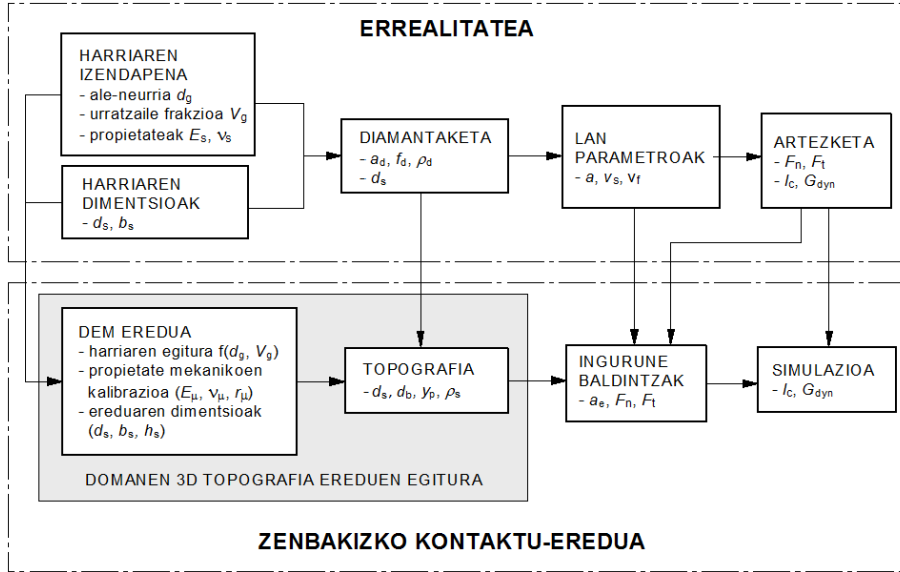 ERREALITATEA
HARRIAREN
IZENDAPENA
- ale-neurria dg
- urratzaile frakzioa Vg
- propietateak Es, νs
HARRIAREN
DIMENTSIOAK
- ds, bs
DIAMANTAKETA
- ad, fd, ρd
- ds
LAN
PARAMETROAK
- a, vs, vf
ARTEZKETA
- Fn, Ft
- lc, Gdyn
DEM EREDUA
- harriaren egitura f(dg, Vg)
- propietate mekanikoen
kalibrazioa (Eμ, νμ, rμ)
- ereduaren dimentsioak
(ds, bs, hs)
TOPOGRAFIA
- ds, db, yp, ρs
DOMANEN 3D TOPOGRAFIA EREDUEN EGITURA
INGURUNE
BALDINTZAK
- ae, Fn, Ft
SIMULAZIOA
- lc, Gdyn
ZENBAKIZKO KONTAKTU-EREDUA